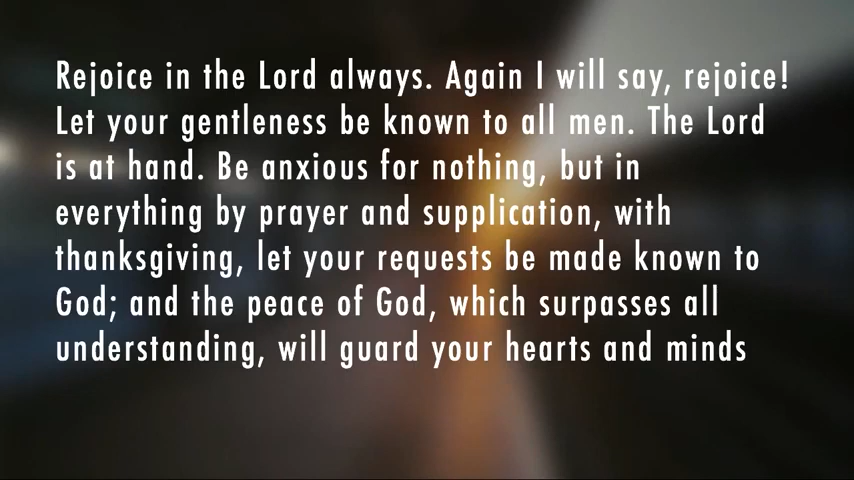 Rejoice in the Lord always. Again I will say, rejoice!
Let your gentleness be known to all men. The Lord
is at hand. Be anxious for nothing, but in
everything by prayer and supplication, with
thanksgiving, let your requests be made known to
God; and the peace of God, which surpasses all
understanding, will guard your hearts and minds